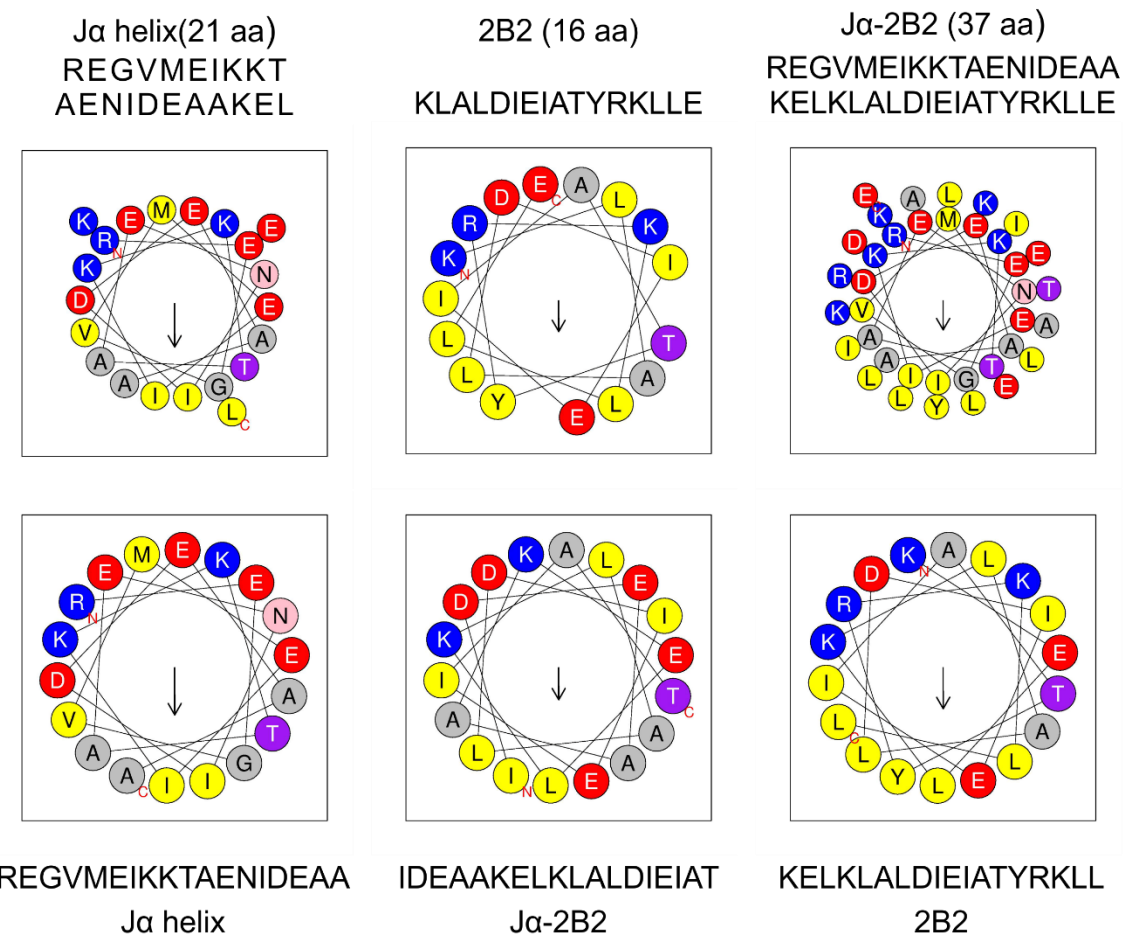 Jα helix(21 aa)
REGVMEIKKT
AENIDEAAKEL
2B2 (16 aa)
KLALDIEIATYRKLLE
Jα-2B2 (37 aa)
REGVMEIKKTAENIDEAA
KELKLALDIEIATYRKLLE
K R N E M E K E E N E A T G L C I I A A V D K
K N R D E C A L K I T A L E Y L L I
E K A L K I E T A L E L Y L L I K R D
R N E M E K E N E A T G I I A A V D K
R N E M E K E N E A T G I I A C A V D K
K D D K A L E I E T C A A E L I N L A I
K R D K N A L K I E T A L E L Y L L C I
REGVMEIKKTAENIDEAA
Jα helix
IDEAAKELKLALDIEIAT
Jα-2B2
KELKLALDIEIATYRKLL
2B2